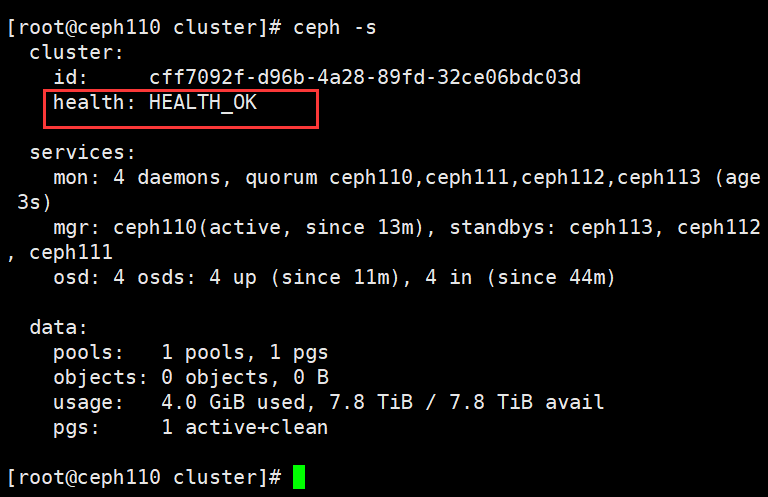 [root@ceph110 cluster]# ceph -s
  cluster:
    id:     cff7092f-d96b-4a28-89fd-32ce06bdc03d
    health: HEALTH_OK

  services:
    mon: 4 daemons, quorum ceph110,ceph111,ceph112,ceph113 (age
 3s)
    mgr: ceph110(active, since 13m), standbys: ceph113, ceph112
, ceph111
    osd: 4 osds: 4 up (since 11m), 4 in (since 44m)

  data:
    pools:   1 pools, 1 pgs
    objects: 0 objects, 0 B
    usage:   4.0 GiB used, 7.8 TiB / 7.8 TiB avail
    pgs:     1 active+clean

[root@ceph110 cluster]#